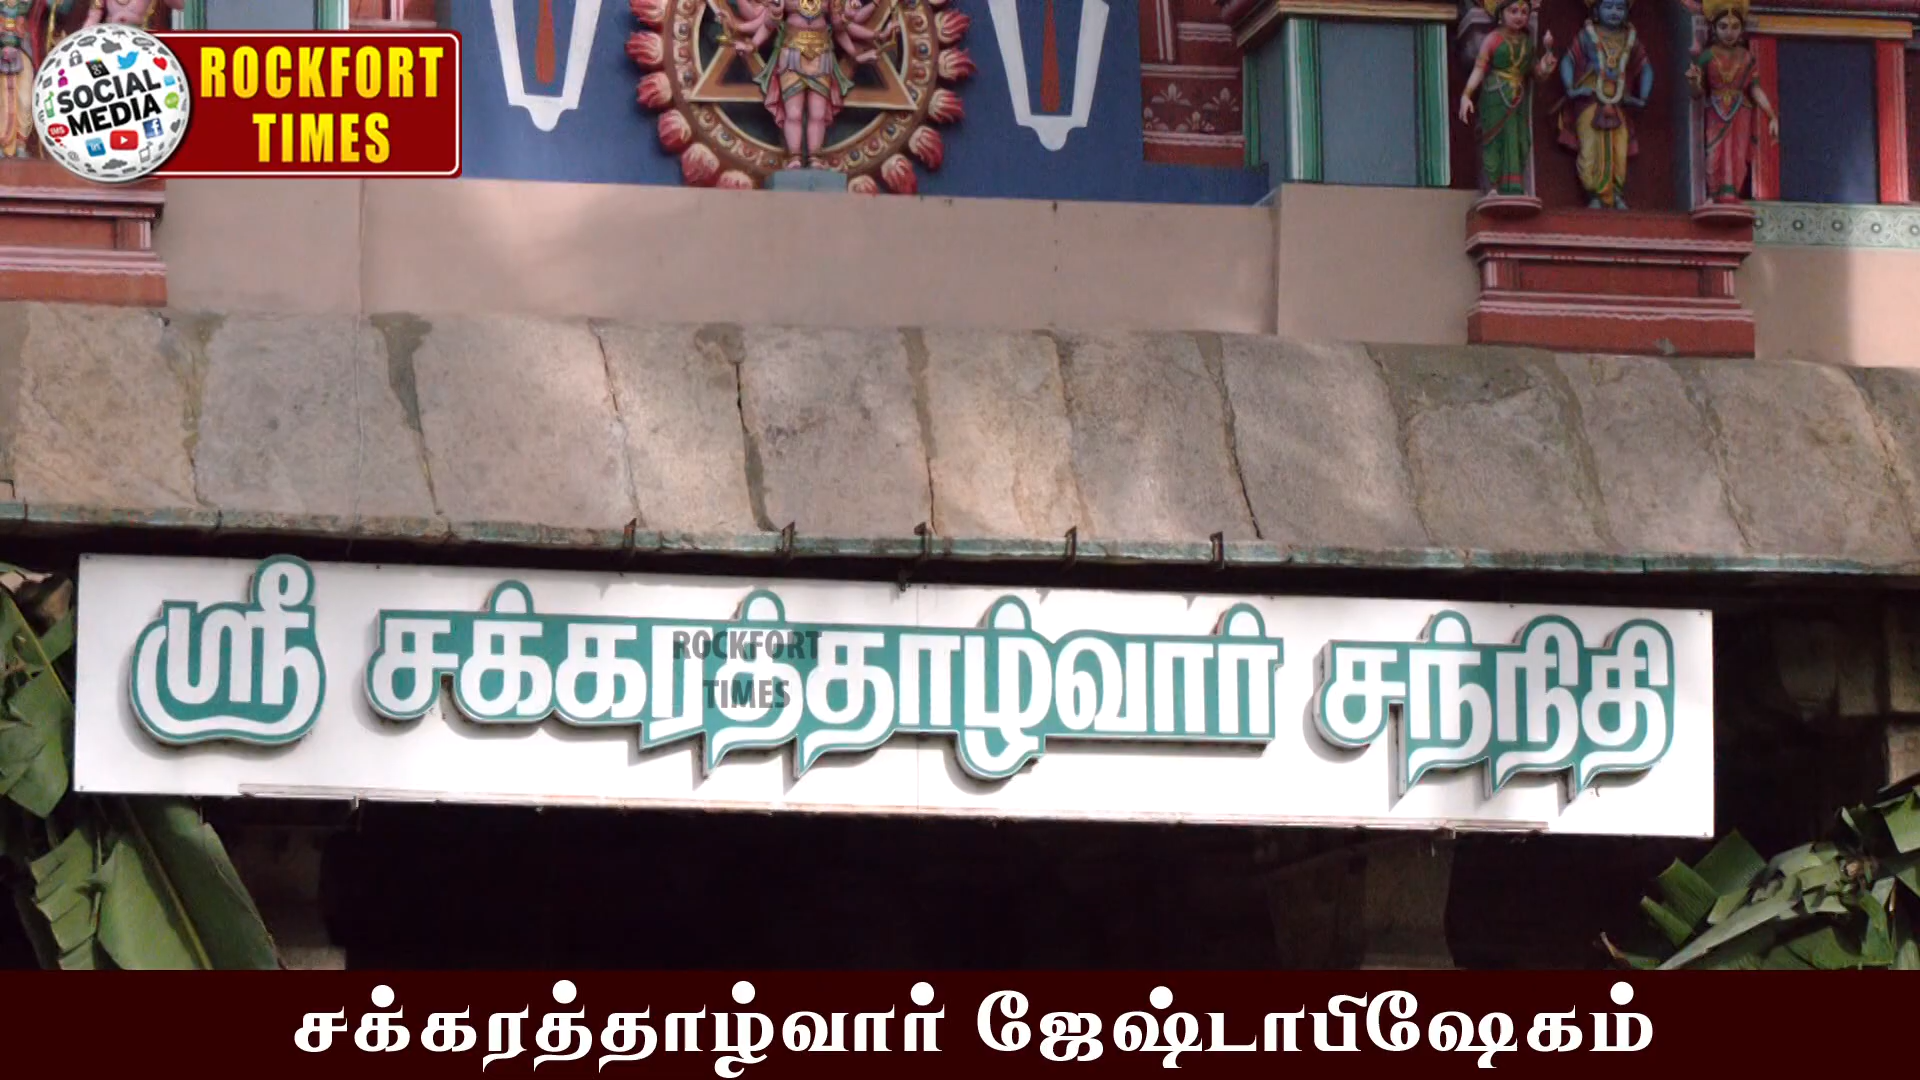 SOCIAL
MEDIA
ROCKFORT
TIMES
ஸ்ரீ சக்கரத்தாழ்வார் சந்நிதி
ROCKFORT
TIMES
சக்கரத்தாழ்வார் ஜேஷ்டாபிஷேகம்